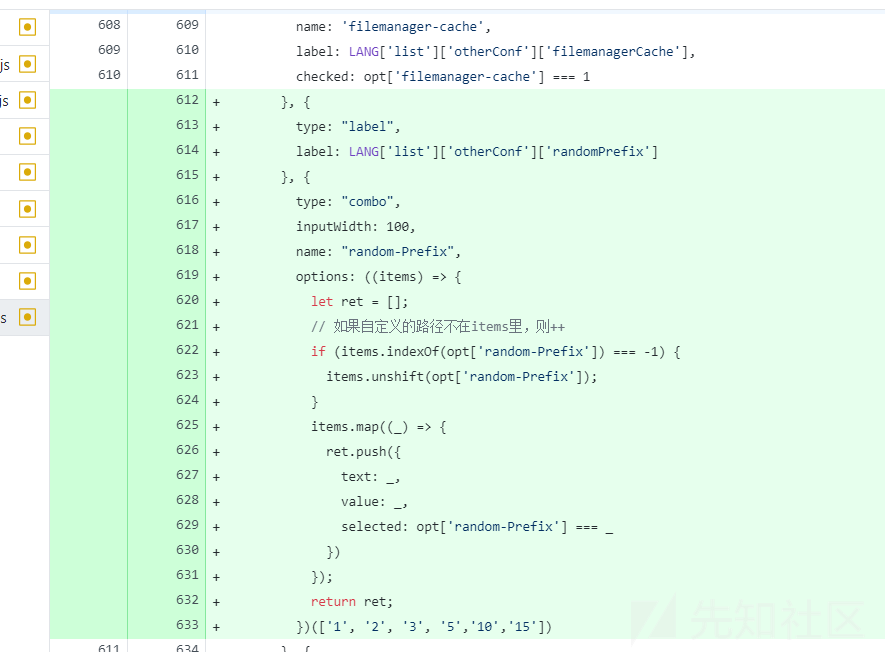 608 609 name: 'filemanager-cache',
609 610 label: LANG['list']['otherConf']['filemanagerCache'],
js
610 611 checked: opt['filemanager-cache'] === 1
js
612 + }, {
613 + type: "label",
614 + label: LANG['list']['otherConf']['randomPrefix']
615 + }, {
616 + type: "combo",
617 + inputWidth: 100,
618 + name: "random-Prefix",
619 + options: ((items) => {
620 + let ret = [];
s
621 + // 如果自定义的路径不在items里，则++
622 + if (items.indexOf(opt['random-Prefix']) === -1) {
623 + items.unshift(opt['random-Prefix']);
624 + }
625 + items.map((_) => {
626 + ret.push({
627 + text: _,
628 + value: _,
629 + selected: opt['random-Prefix'] === _
630 + })
631 + });
632 + return ret;
633 + })(['1', '2', '3', '5','10','15'])
先知社区
611 634 }, {